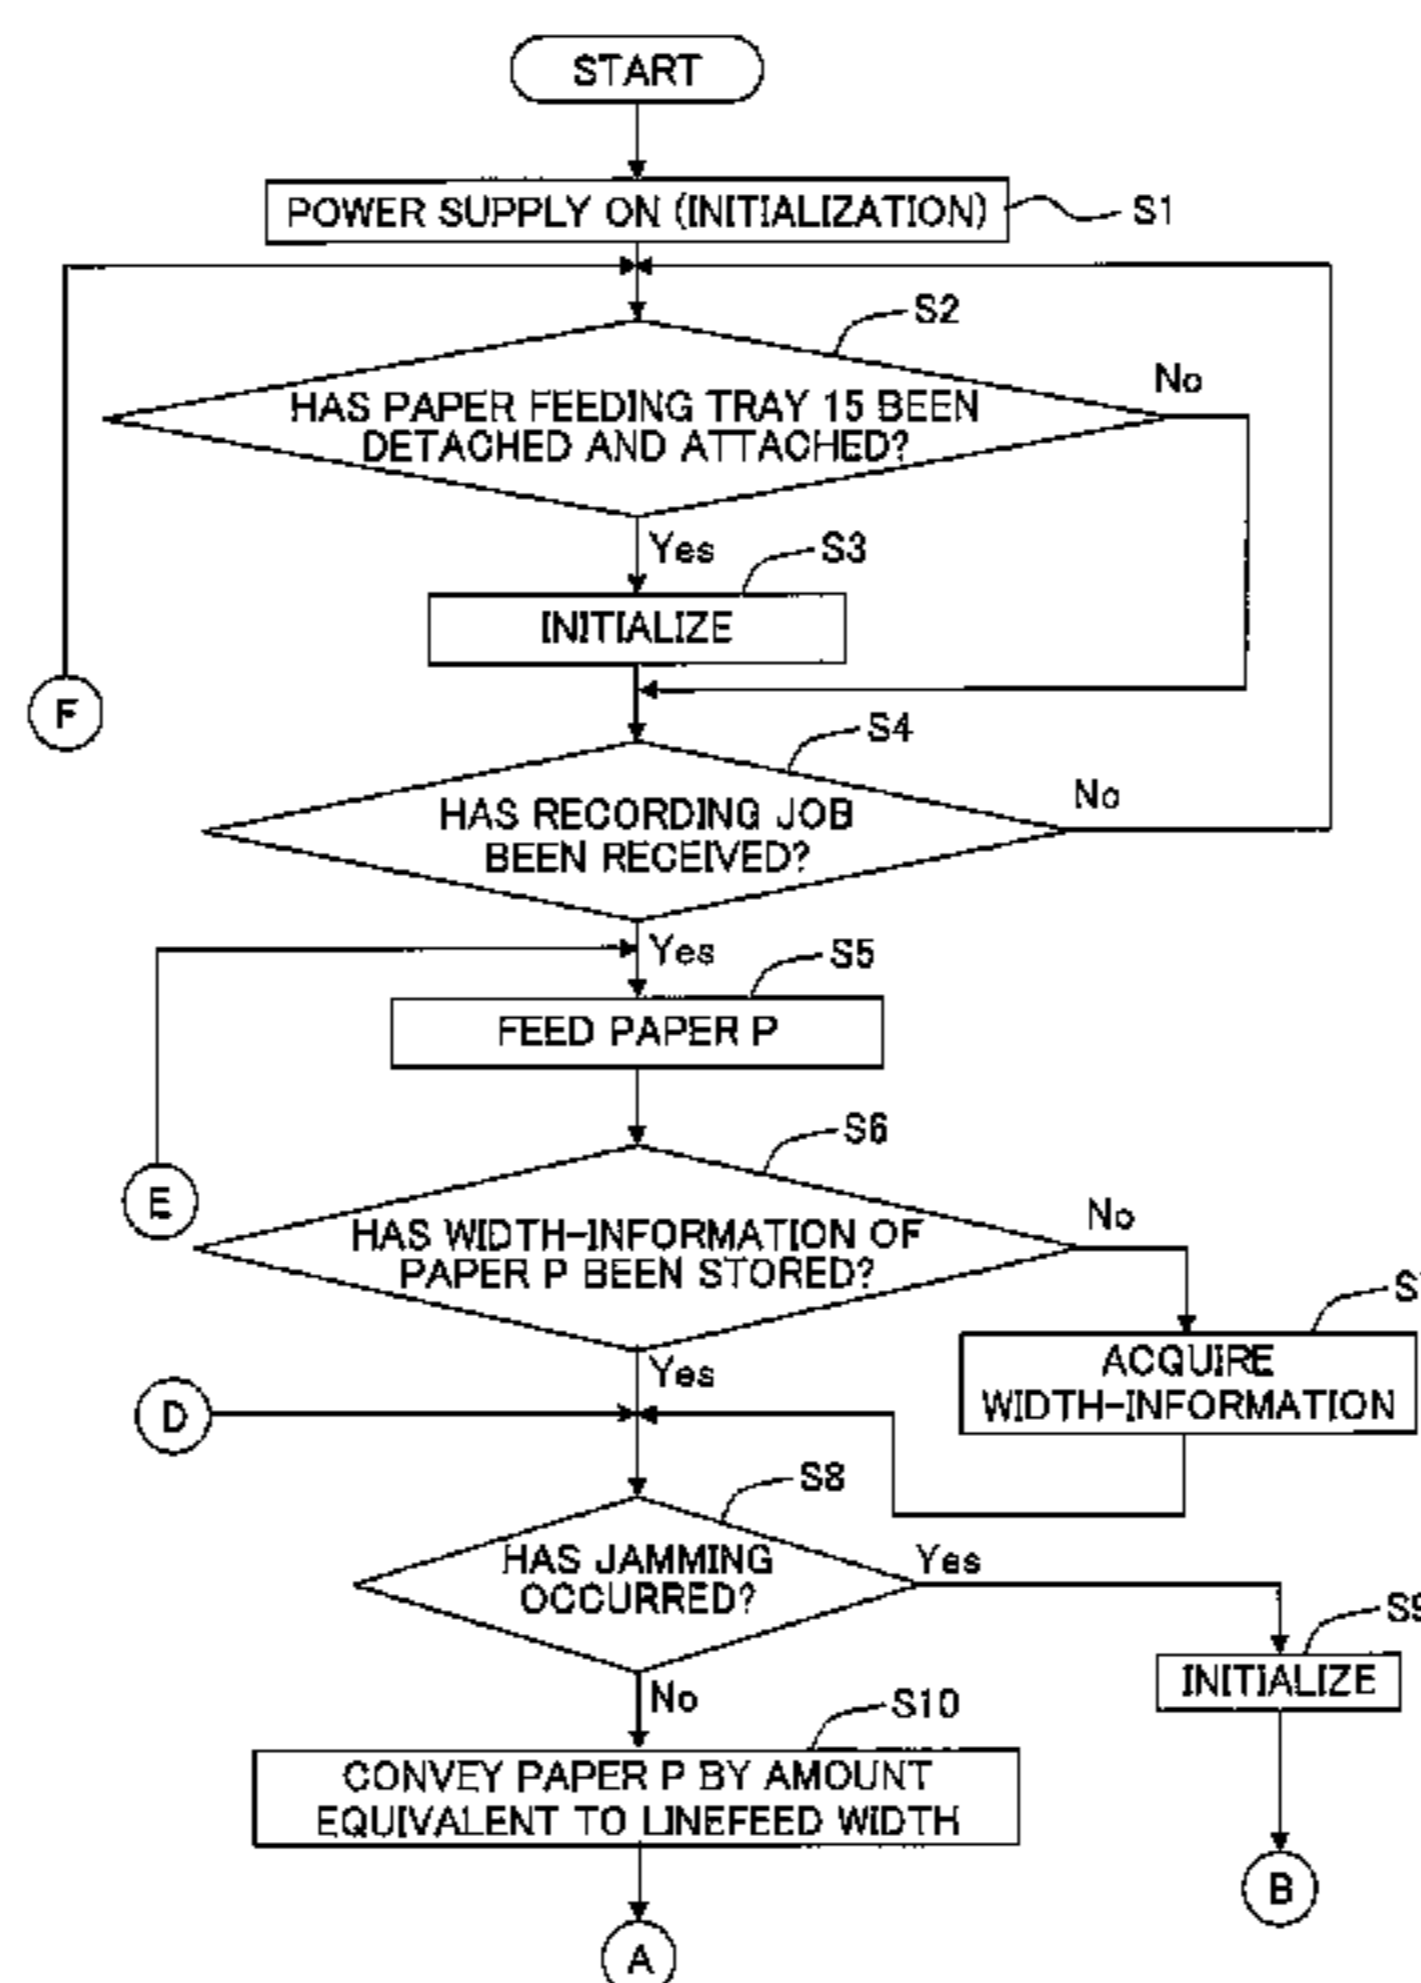 START
POWER SUPPLY ON (INITIALIZATION)
S1
S2
No
HAS PAPER FEEDING TRAY 15 BEEN
DETACHED AND ATTACHED?
Yes
S3
INITIALIZE
F
S4
No
HAS RECORDING JOB
BEEN RECEIVED?
Yes
S5
FEED PAPER P
S6
E
No
HAS WIDTH-INFORMATION OF
PAPER P BEEN STORED?
Yes
ACQUIRE
WIDTH-INFORMATION
D
S8
HAS JAMMING
OCCURRED?
Yes
S9
INITIALIZE
No
S10
CONVEY PAPER P BY AMOUNT
EQUIVALENT TO LINEFEED WIDTH
B
A